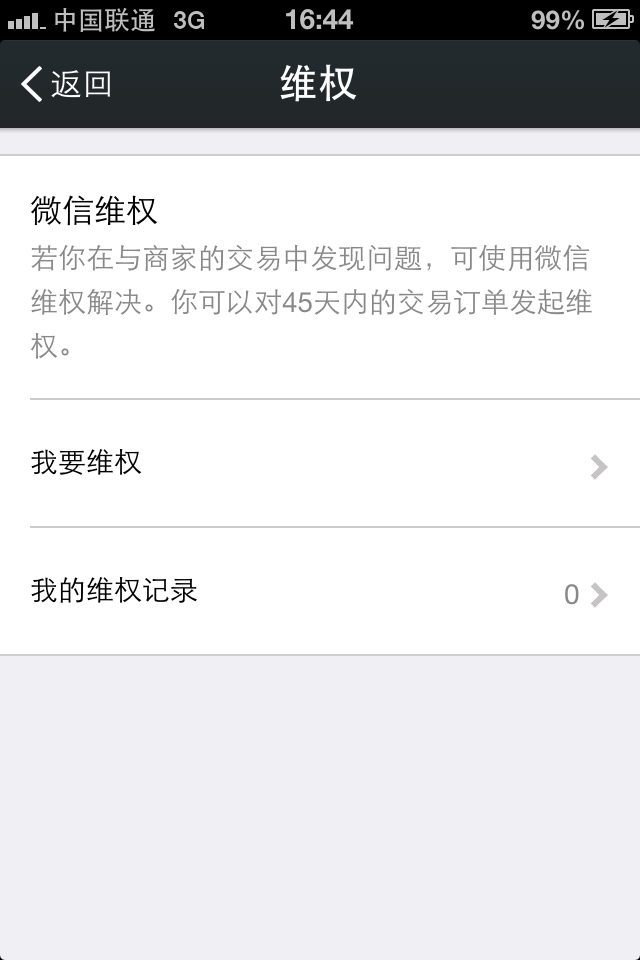 中国联通 3G 16:44 99%
返回 维权
微信维权
若你在与商家的交易中发现问题，可使用微信
维权解决。你可以对45天内的交易订单发起维
权。
我要维权
我的维权记录 0